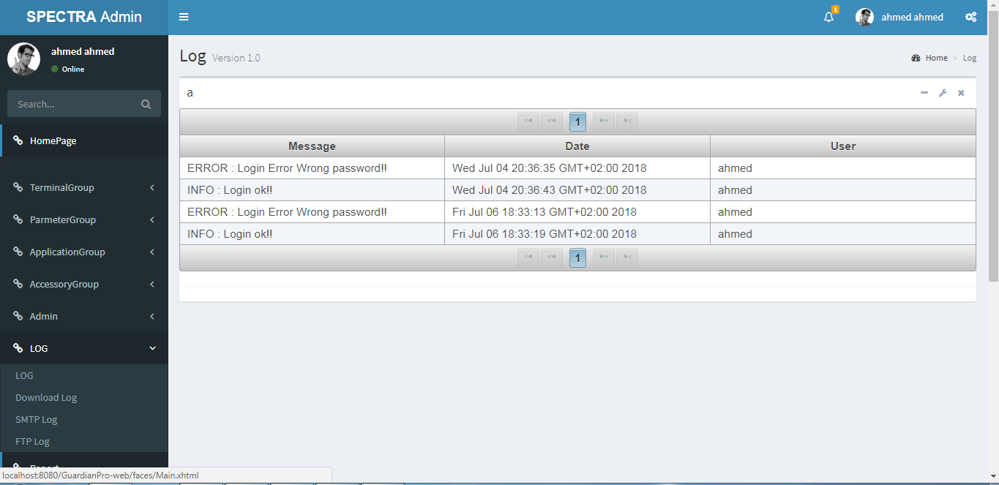 SPECTRA Admin
1
ahmed ahmed
ahmed ahmed
Online
Search...
HomePage
TerminalGroup
ParmeterGroup
ApplicationGroup
AccessoryGroup
Admin
LOG
LOG
Download Log
SMTP Log
FTP Log
Report
Log Version 1.0
Home > Log
a
1
Message Date User
ERROR : Login Error Wrong password!! Wed Jul 04 20:36:35 GMT+02:00 2018 ahmed
INFO : Login ok!! Wed Jul 04 20:36:43 GMT+02:00 2018 ahmed
ERROR : Login Error Wrong password!! Fri Jul 06 18:33:13 GMT+02:00 2018 ahmed
INFO : Login ok!! Fri Jul 06 18:33:19 GMT+02:00 2018 ahmed
1
localhost:8080/GuardianPro-web/faces/Main.xhtml